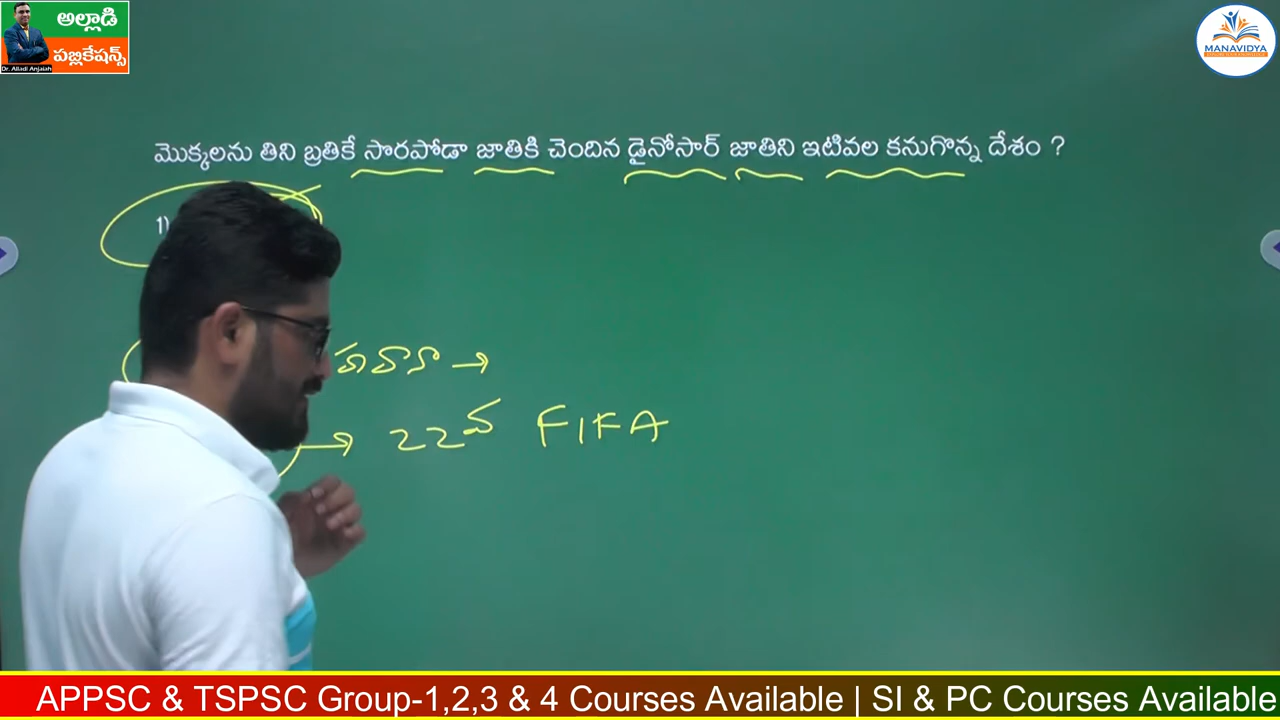 అల్లాడి
పబ్లికేషన్స్
Dr. Alladi Anjaiah
MANAVIDYA
మొక్కలను తిని బ్రతికే సారపోడా జాతికి చెందిన డైనోసార్ జాతిని ఇటివల కనుగొన్న దేశం ?
1)
22వ FIFA
APPSC & TSPSC Group-1,2,3 & 4 Courses Available | SI & PC Courses Available